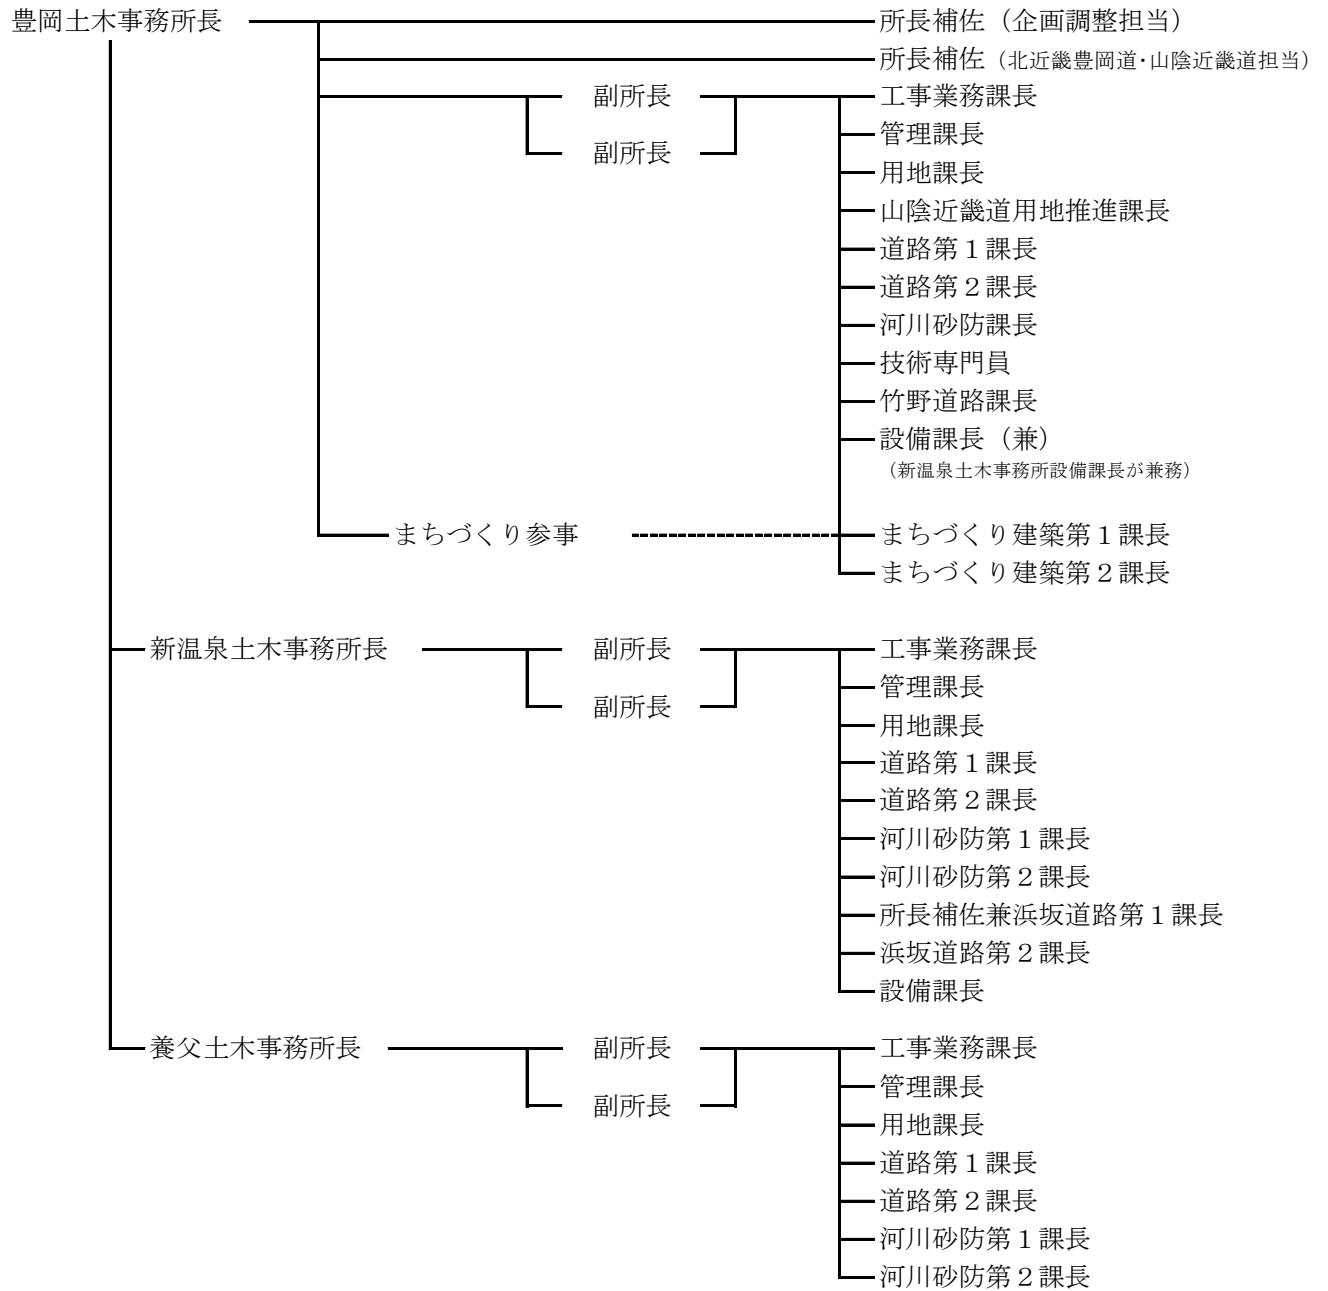 豊岡土木事務所長
所長補佐（企画調整担当）
所長補佐（北近畿豊岡道・山陰近畿道担当）
副所長
工事業務課長
管理課長
副所長
用地課長
山陰近畿道用地推進課長
道路第１課長
道路第２課長
河川砂防課長
技術専門員
竹野道路課長
設備課長（兼）
（新温泉土木事務所設備課長が兼務）
まちづくり参事
まちづくり建築第１課長
まちづくり建築第２課長
新温泉土木事務所長
副所長
工事業務課長
管理課長
副所長
用地課長
道路第１課長
道路第２課長
河川砂防第１課長
河川砂防第２課長
所長補佐兼浜坂道路第１課長
浜坂道路第２課長
設備課長
養父土木事務所長
副所長
工事業務課長
管理課長
副所長
用地課長
道路第１課長
道路第２課長
河川砂防第１課長
河川砂防第２課長